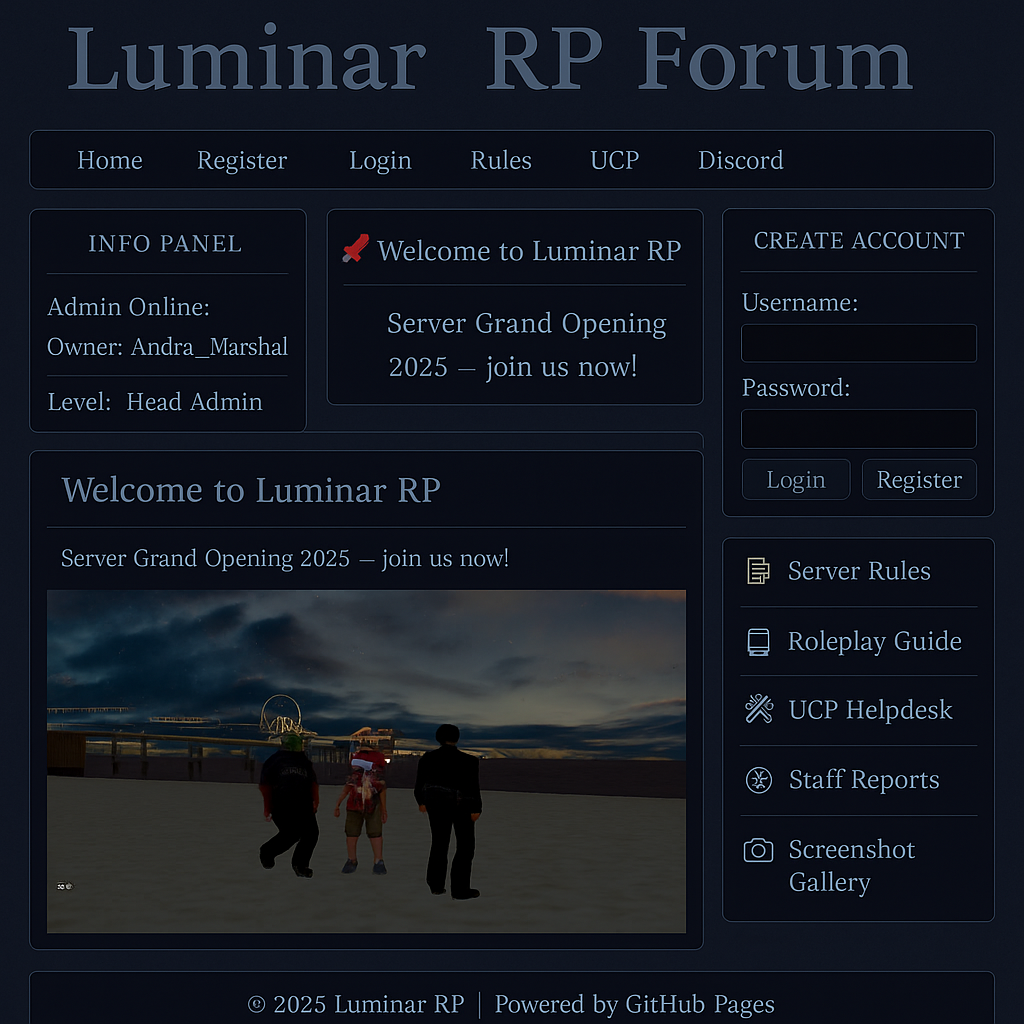 Luminar RP Forum
Home Register Login Rules UCP Discord
INFO PANEL
Admin Online:
Owner: Andra_Marshal
Level: Head Admin
Welcome to Luminar RP
Server Grand Opening
2025 – join us now!
CREATE ACCOUNT
Username:
Password:
Login Register
Welcome to Luminar RP
Server Grand Opening 2025 – join us now!
Server Rules
Roleplay Guide
UCP Helpdesk
Staff Reports
Screenshot
Gallery
© 2025 Luminar RP | Powered by GitHub Pages